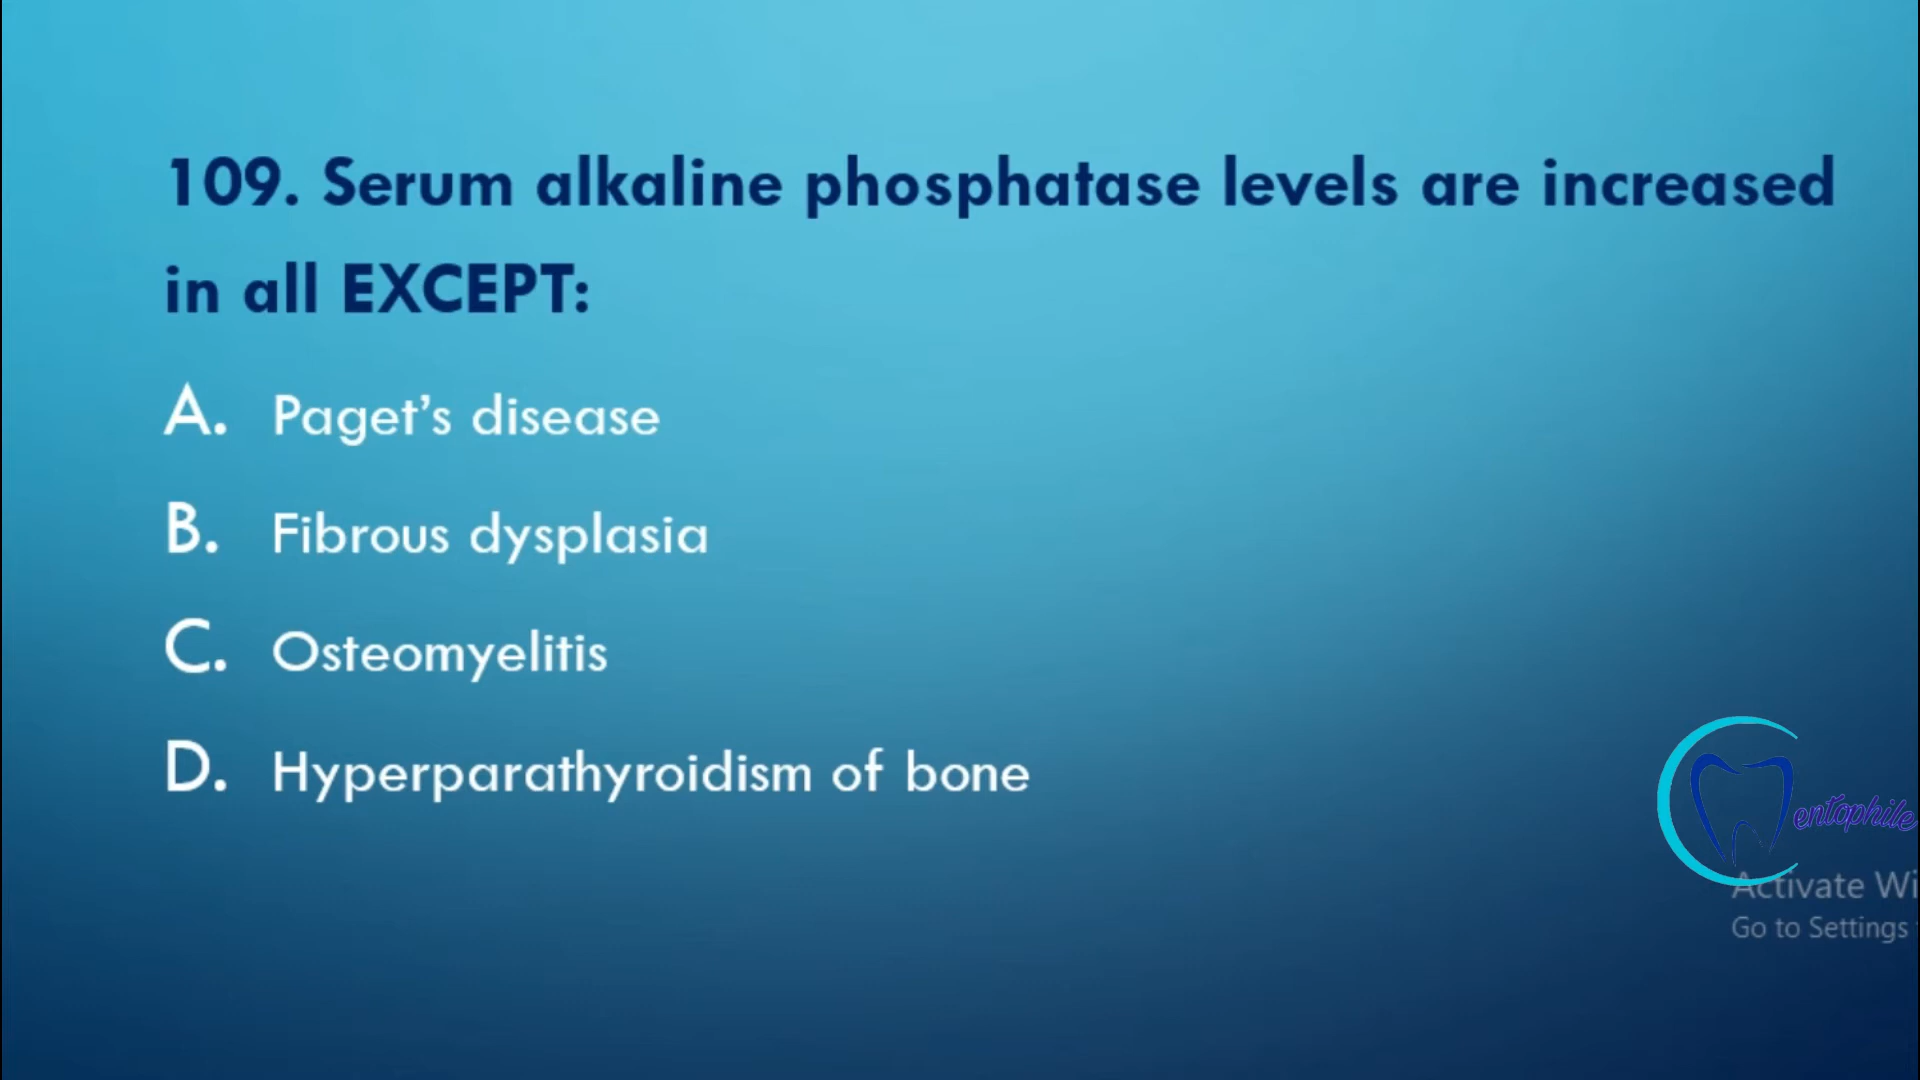 109. Serum alkaline phosphatase levels are increased
in all EXCEPT:
A. Paget’s disease
B. Fibrous dysplasia
C. Osteomyelitis
D. Hyperparathyroidism of bone
entophile
Activate Wi
Go to Settings